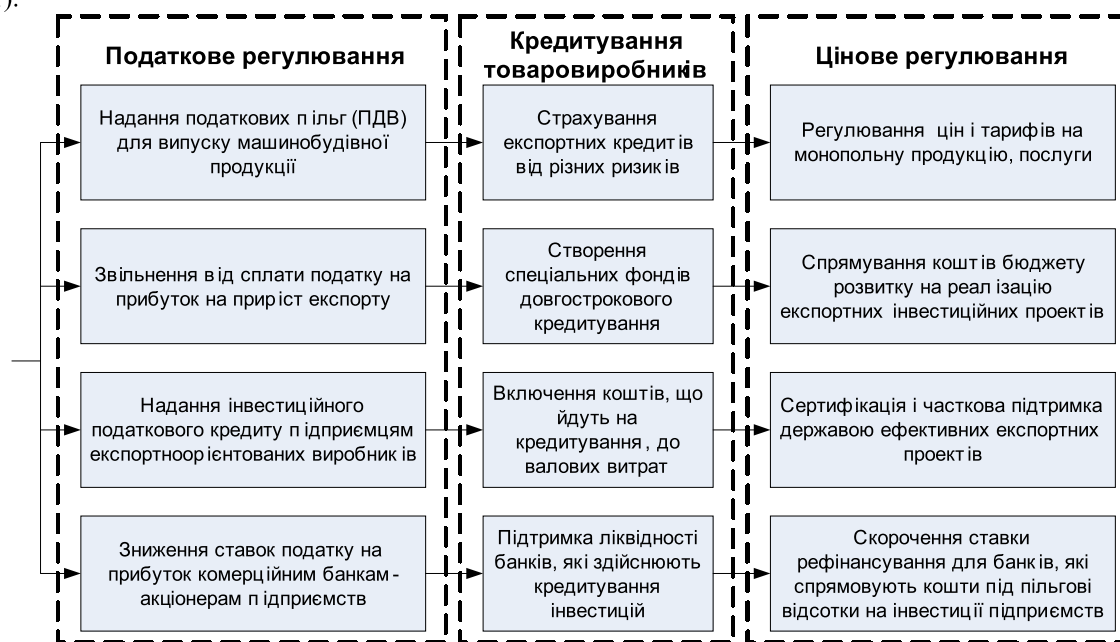 ).
Податкове регулювання
Надання податкових пільг (ПДВ)
для випуску машинобудівної
продукції
Звільнення від сплати податку на
прибуток на приріст експорту
Надання інвестиційного
податкового кредиту підприємцям
експортноорієнтованих виробників
Зниження ставок податку на
прибуток комерційним банкам-
акціонерам підприємств
Кредитування
товаровиробників
Страхування
експортних кредитів
від різних ризиків
Створення
спеціальних фондів
довгострокового
кредитування
Включення коштів, що
йдуть на
кредитування, до
валових витрат
Підтримка ліквідності
банків, які здійснюють
кредитування
інвестицій
Цінове регулювання
Регулювання цін і тарифів на
монопольну продукцію, послуги
Спрямування коштів бюджету
розвитку на реалізацію
експортних інвестиційних проектів
Сертифікація і часткова підтримка
державою ефективних експортних
проектів
Скорочення ставки
рефінансування для банків, які
спрямовують кошти під пільгові
відсотки на інвестиції підприємств